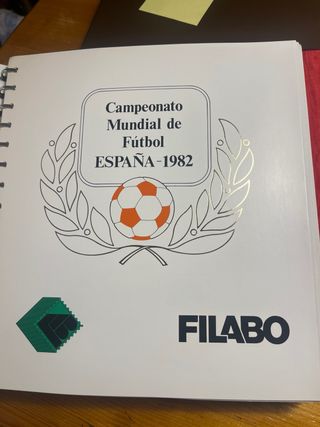 Campeonato
Mundial de
Fútbol
ESPAÑA-1982
FILABO